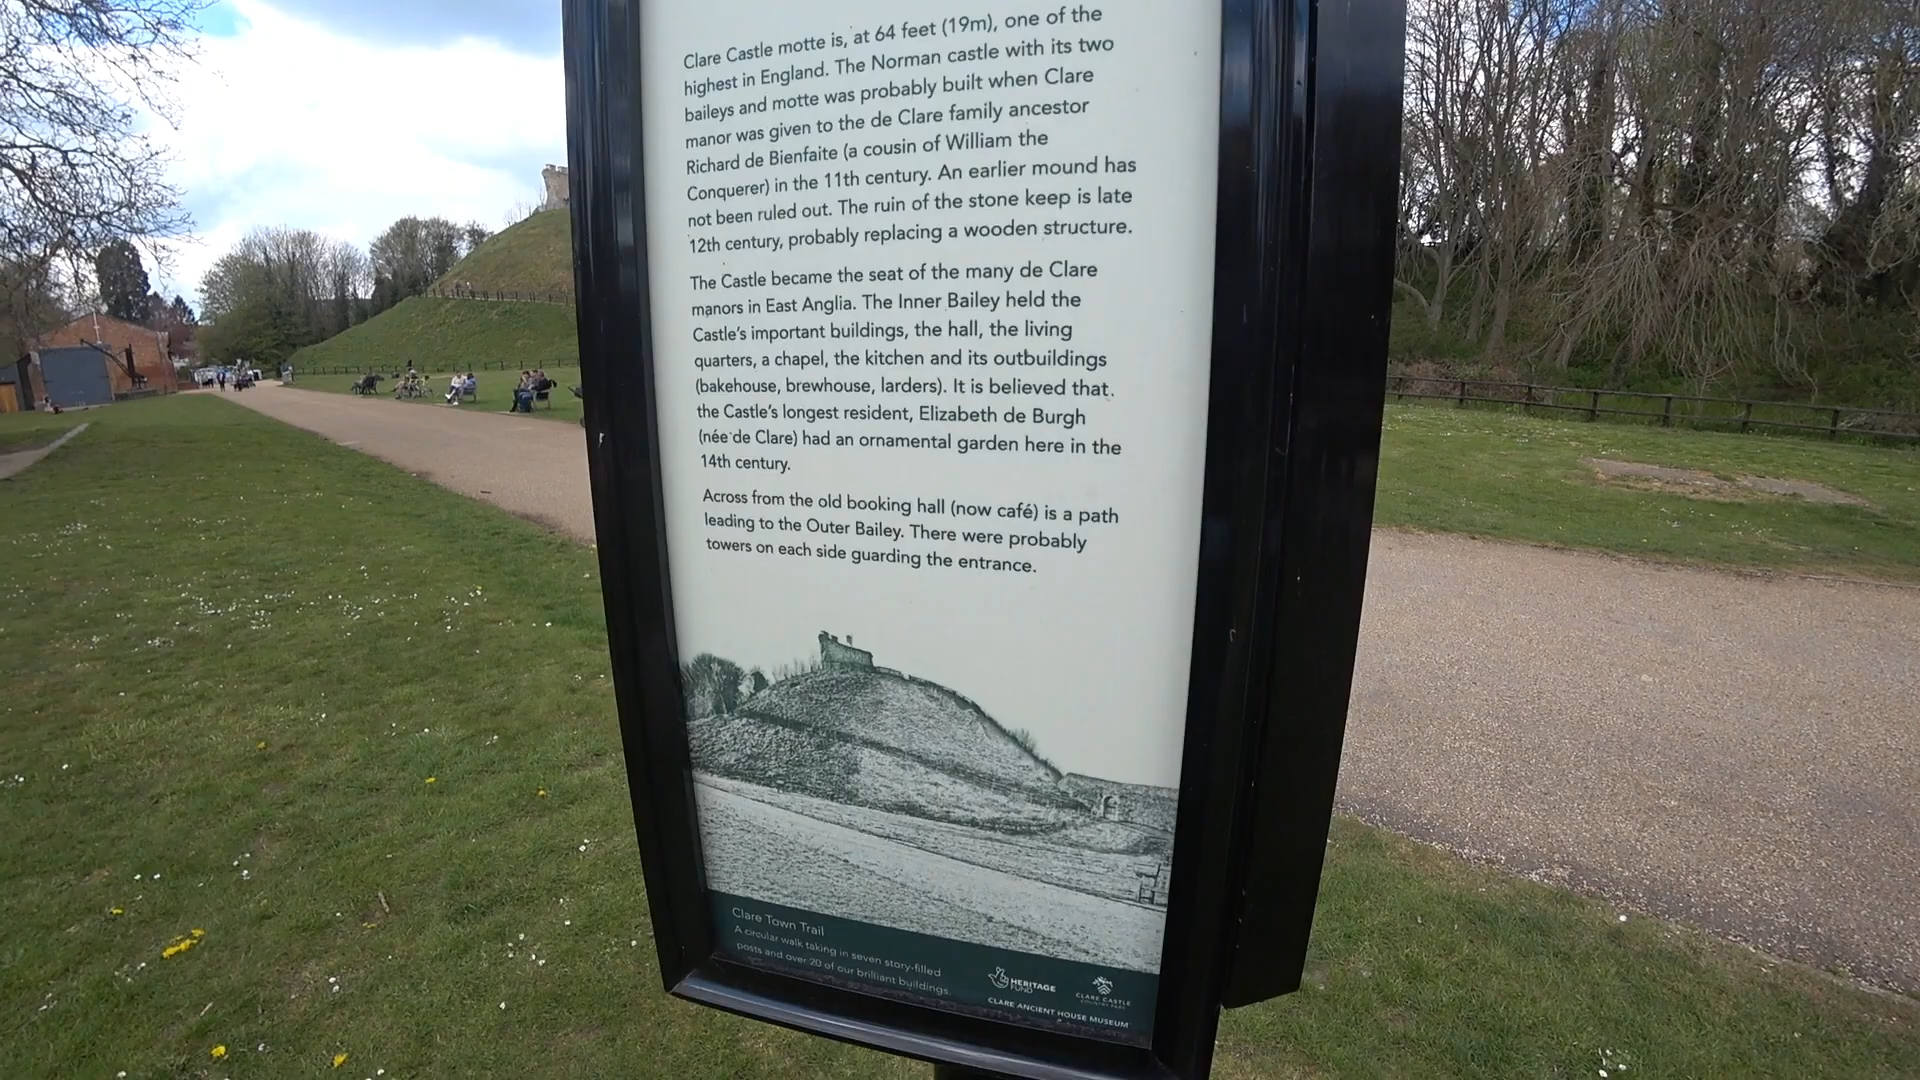 Clare Castle motte is, at 64 feet (19m), one of the
highest in England. The Norman castle with its two
baileys and motte was probably built when Clare
manor was given to the de Clare family ancestor
Richard de Bienfaite (a cousin of William the
Conquerer) in the 11th century. An earlier mound has
not been ruled out. The ruin of the stone keep is late
12th century, probably replacing a wooden structure.
The Castle became the seat of the many de Clare
manors in East Anglia. The Inner Bailey held the
Castle's important buildings, the hall, the living
quarters, a chapel, the kitchen and its outbuildings
(bakehouse, brewhouse, larders). It is believed that
the Castle's longest resident, Elizabeth de Burgh
(née de Clare) had an ornamental garden here in the
14th century.
Across from the old booking hall (now café) is a path
leading to the Outer Bailey. There were probably
towers on each side guarding the entrance.
Clare Town Trail
A circular walk taking in seven story-filled
posts and over 20 of our brilliant buildings.
HERITAGE
FUND
CLARE CASTLE
COUNTRY PARK
CLARE ANCIENT HOUSE MUSEUM